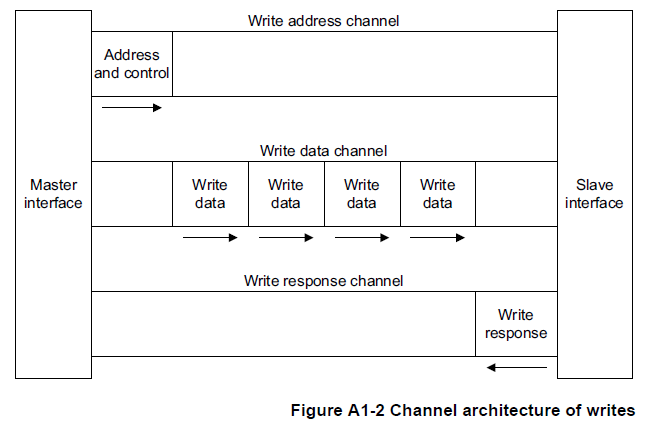 Write address channel
Address
and control
Write data channel
Master
interface
Write
data
Write
data
Write
data
Write
data
Slave
interface
Write response channel
Write
response
Figure A1-2 Channel architecture of writes